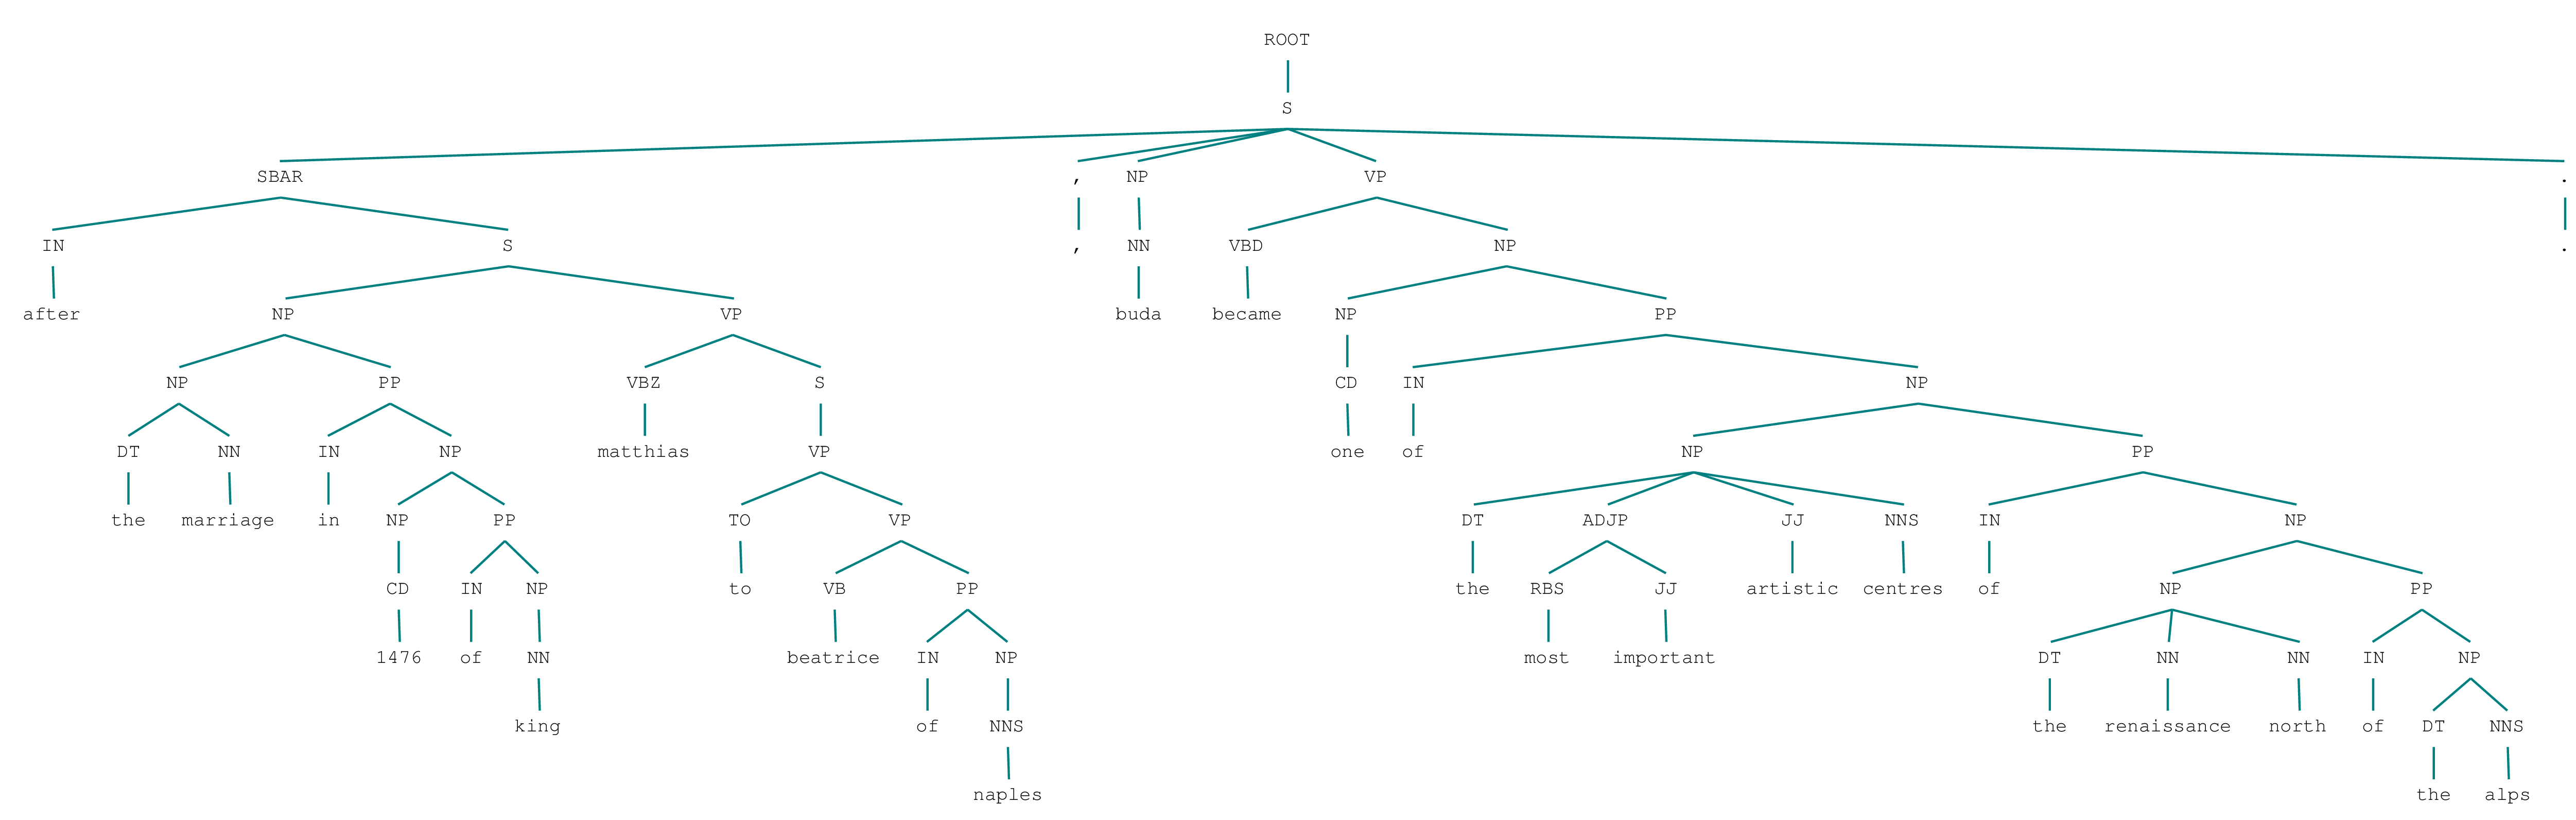 ROOT
S
SBAR , NP VP .
IN S , NN VBD NP .
after NP VP buda became NP PP
NP PP VBZ S CD IN NP
DT NN IN NP matthias VP one of NP PP
the marriage in NP PP TO VP DT ADJP JJ NNS IN NP
CD IN NP to VB PP the RBS JJ artistic centres of NP PP
1476 of NN beatrice IN NP most important DT NN NN IN NP
king of NNS the renaissance north of DT NNS
naples the alps